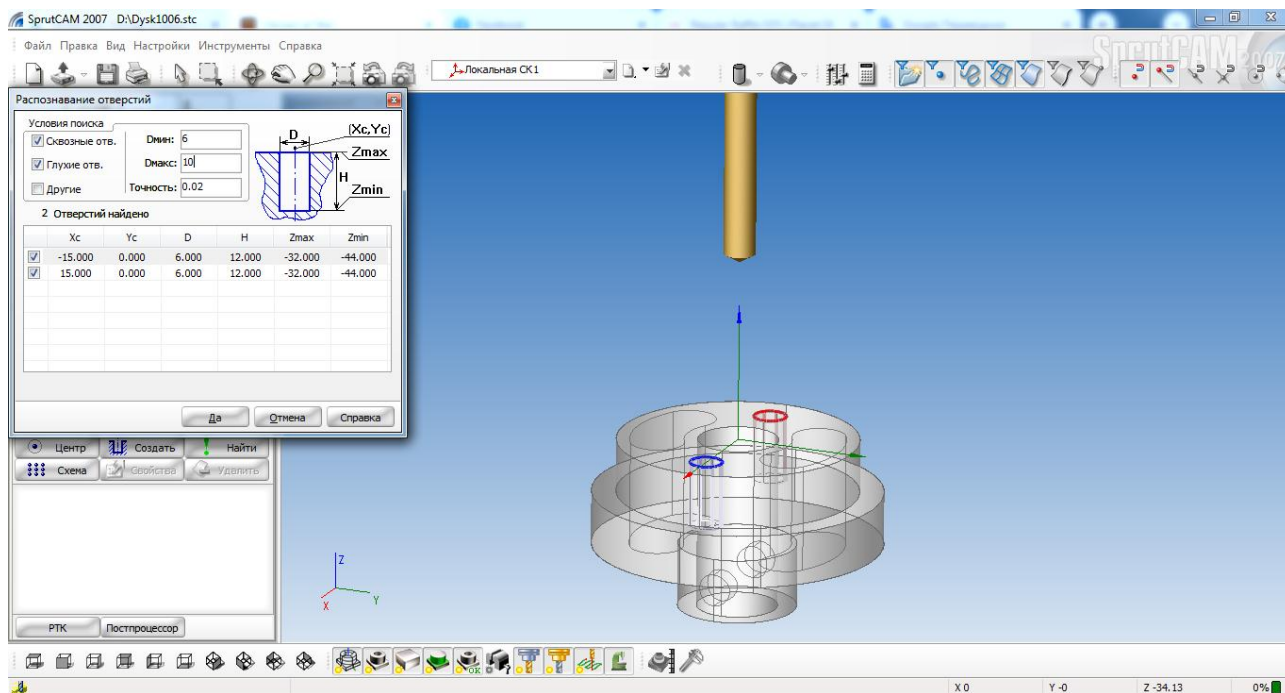 SprutCAM 2007 D:\Dysk1006.stc
Файл Правка Вид Настройки Инструменты Справка
Локальная СК1
SprutCAM 2007
Распознавание отверстий
Условия поиска
Сквозные отв. Dмин: 6
Глухие отв. Dмакс: 10
Другие Точность: 0.02
D (Xc,Yc)
Zmax
H
Zmin
2 Отверстий найдено
Xc Yc D H Zmax Zmin
-15.000 0.000 6.000 12.000 -32.000 -44.000
15.000 0.000 6.000 12.000 -32.000 -44.000
Да Отмена Справка
Центр Создать Найти
Схема Свойства Удалить
Z
X Y
РТК Постпроцессор
OK
X 0 Y -0 Z -34.13 0%